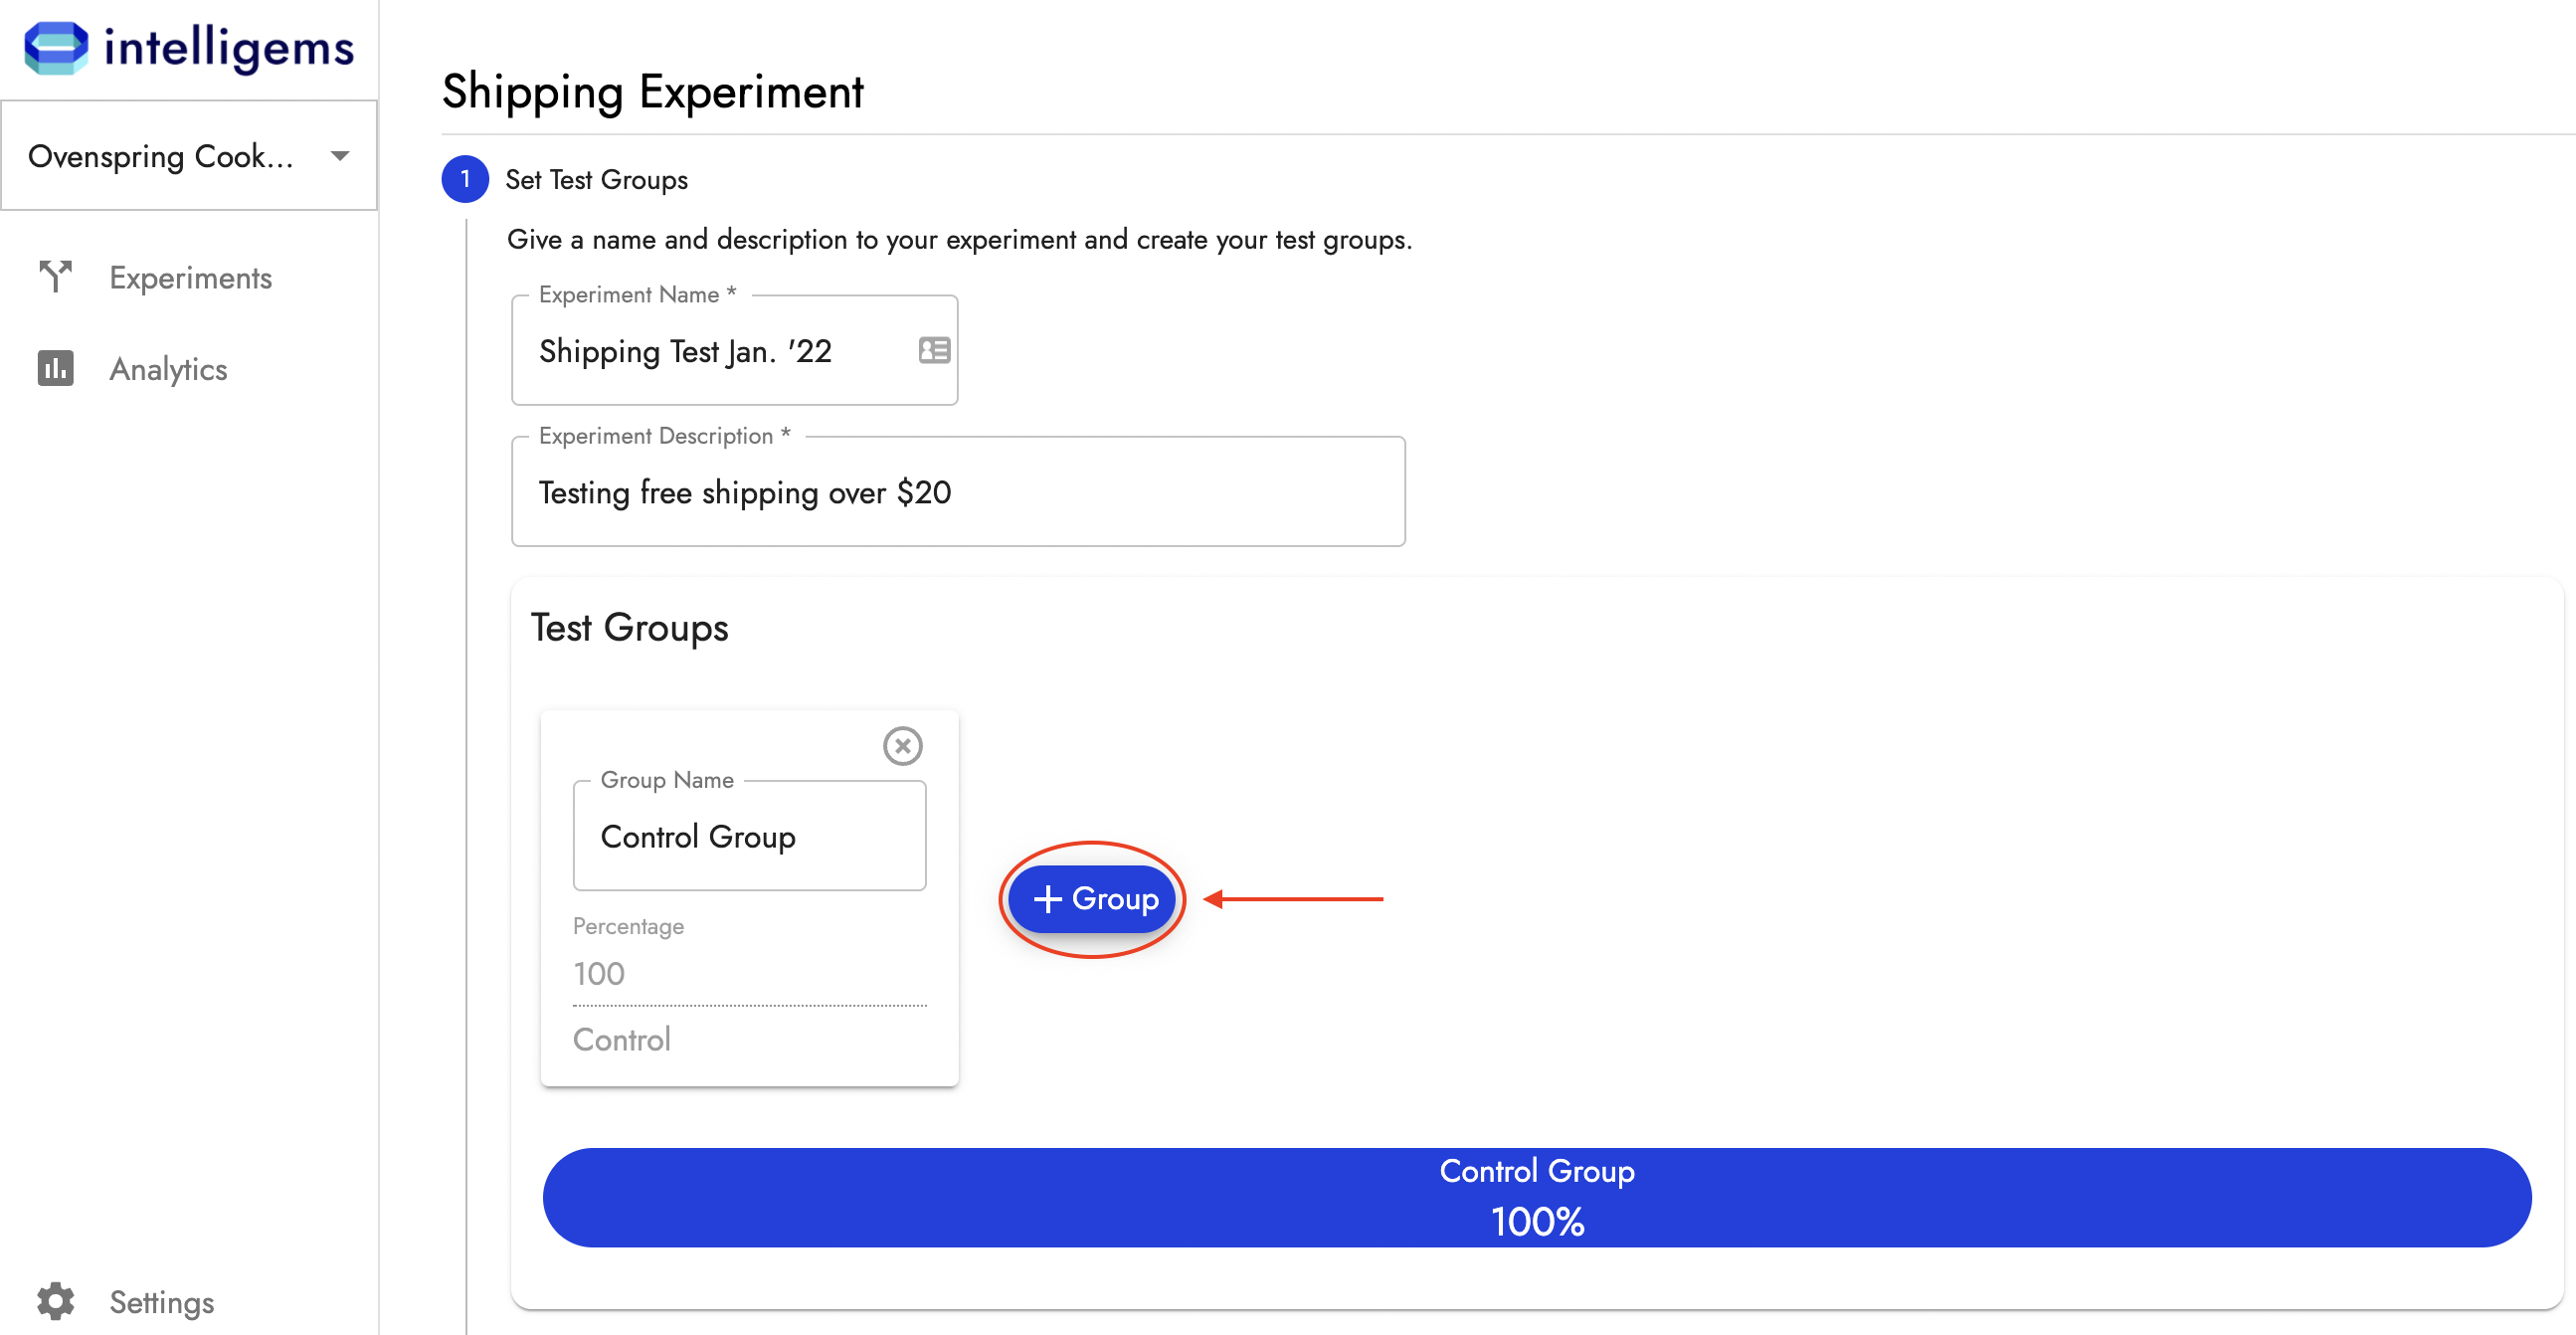 intelligems
Ovenspring Cook...
Experiments
Analytics
Settings
Shipping Experiment
1 Set Test Groups
Give a name and description to your experiment and create your test groups.
Experiment Name *
Shipping Test Jan. '22
Experiment Description *
Testing free shipping over $20
Test Groups
Group Name
Control Group
Percentage
100
Control
+ Group
Control Group
100%